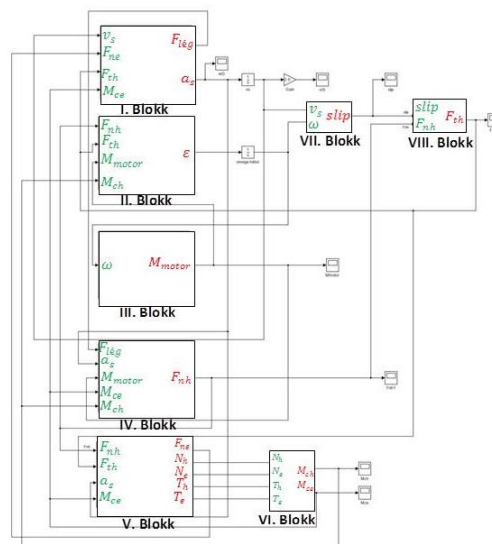 v_s
F_lég
F_ne
F_th
a_s
M_ce
I. Blokk
F_nh
F_th
M_motor
ε
M_ch
II. Blokk
ω
M_motor
III. Blokk
F_lég
a_s
M_motor
F_nh
M_ce
M_ch
IV. Blokk
F_nh
F_ne
F_th
N_h
N_e
a_s
T_h
M_ce
T_e
V. Blokk
N_h
N_e
M_ch
T_h
M_ce
T_e
VI. Blokk
v_s
slip
ω
VII. Blokk
slip
F_th
F_nh
VIII. Blokk